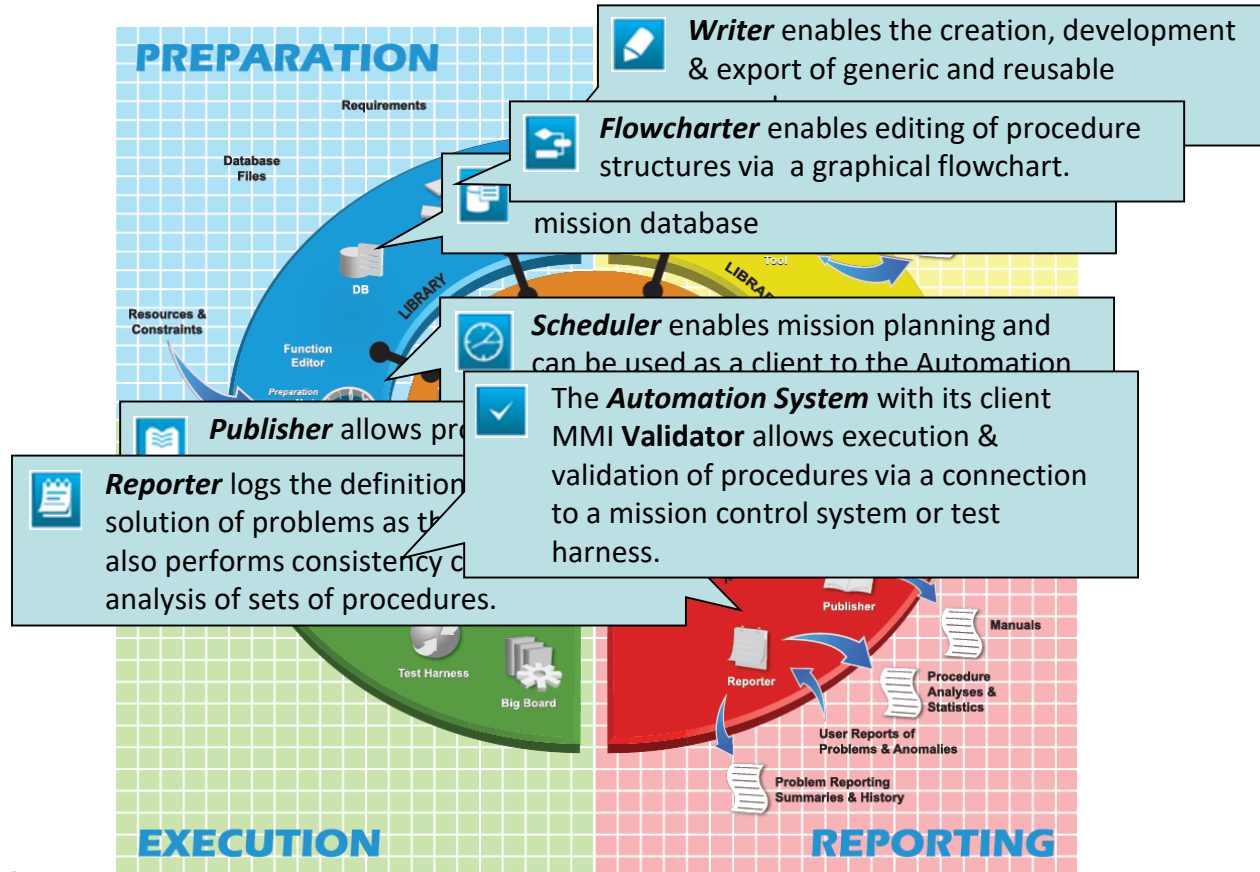 PREPARATION
Writer enables the creation, development
& export of generic and reusable
Requirements
Flowcharter enables editing of procedure
structures via a graphical flowchart.
Database
Files
mission database
Tool
DB
LIBRARY
Resources &
Constraints
Scheduler enables mission planning and
can be used as a client to the Automation
Function
Editor
Preparation
The Automation System with its client
MMI Validator allows execution &
validation of procedures via a connection
to a mission control system or test
harness.
Publisher allows
Reporter logs the definition
solution of problems as
also performs consistency
analysis of sets of procedures.
Publisher
Manuals
Test Harness
Big Board
Reporter
Procedure
Analyses &
Statistics
User Reports of
Problems & Anomalies
Problem Reporting
Summaries & History
EXECUTION
REPORTING